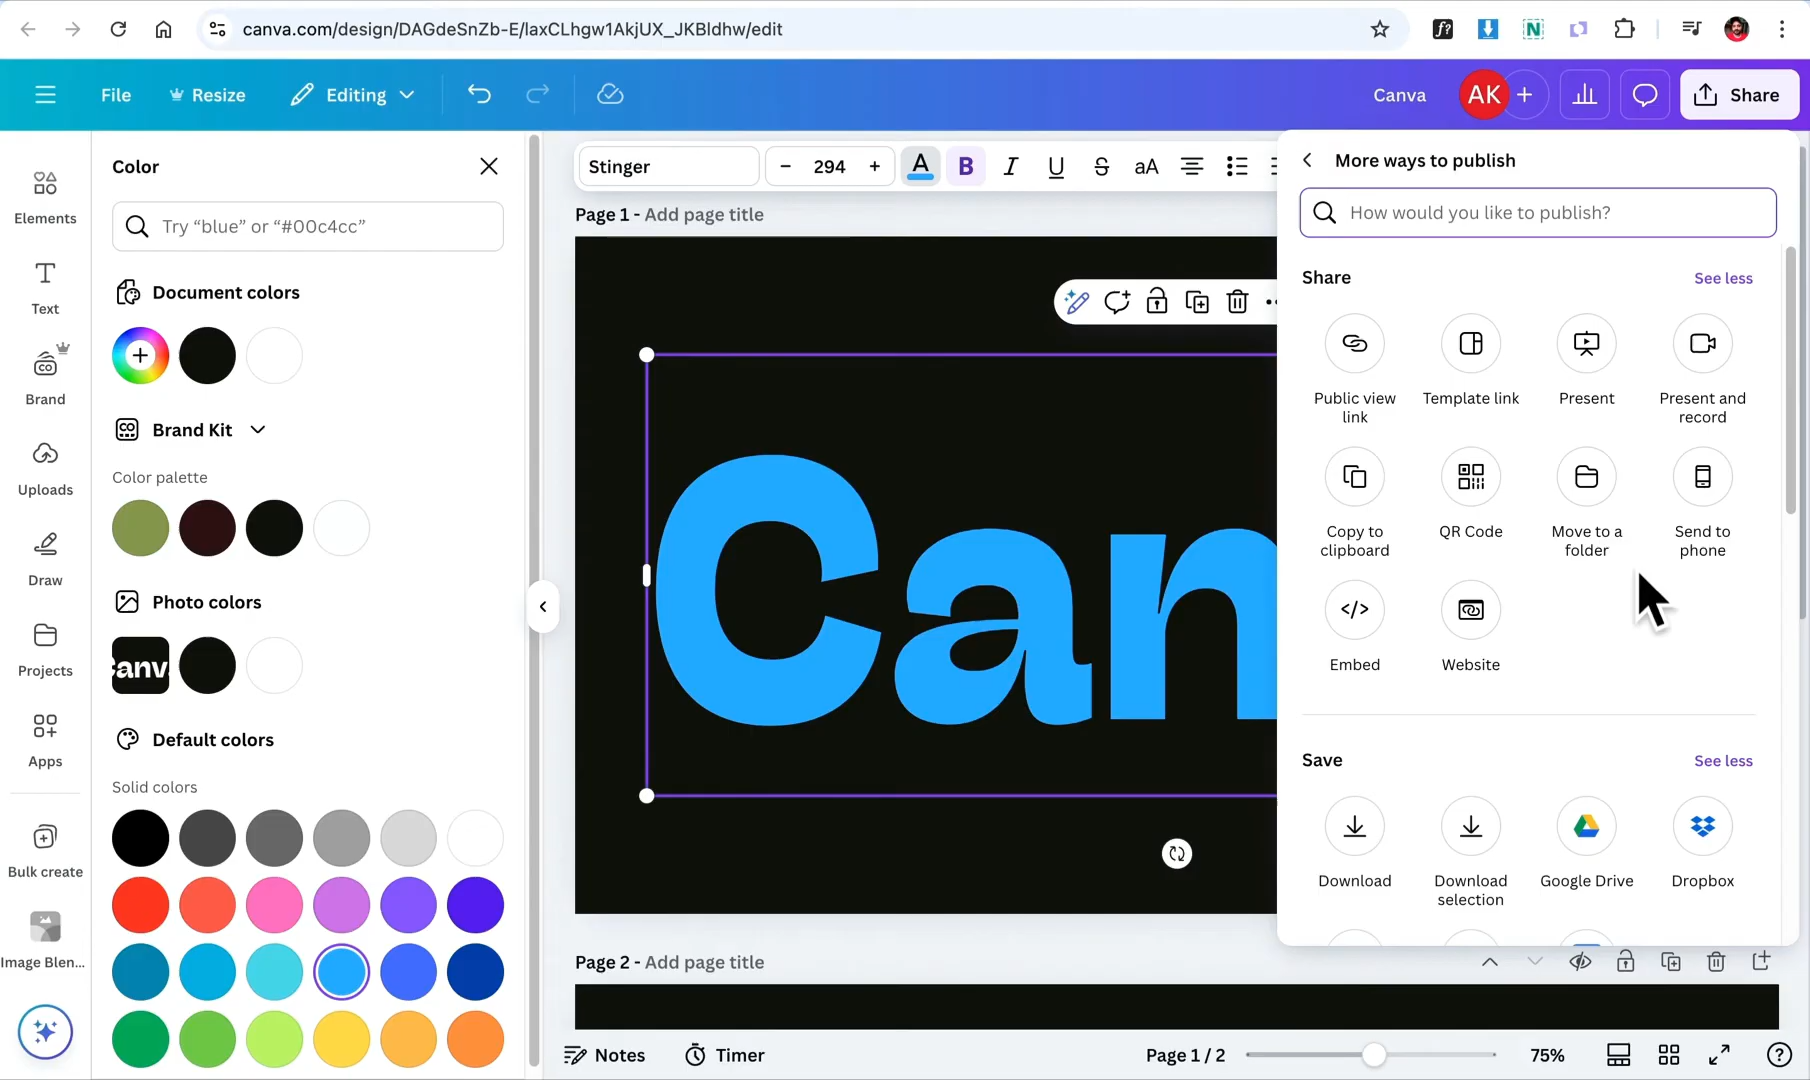 canva.com/design/DAGdeSnZb-E/laxCLhgw1AkjUX_JKBldhw/edit
File
Resize
Editing
Canva
AK
Share
Elements
Text
Brand
Uploads
Draw
Projects
Apps
Bulk create
Image Blen...
Color
Try “blue” or “#00c4cc”
Document colors
Brand Kit
Color palette
Photo colors
Canv
Default colors
Solid colors
Stinger
- 294 +
A B I U S aA
Page 1 - Add page title
Can
Page 2 - Add page title
Notes
Timer
Page 1 / 2
75%
More ways to publish
How would you like to publish?
Share
See less
Public view
link
Template link
Present
Present and
record
Copy to
clipboard
QR Code
Move to a
folder
Send to
phone
Embed
Website
Save
See less
Download
Download
selection
Google Drive
Dropbox